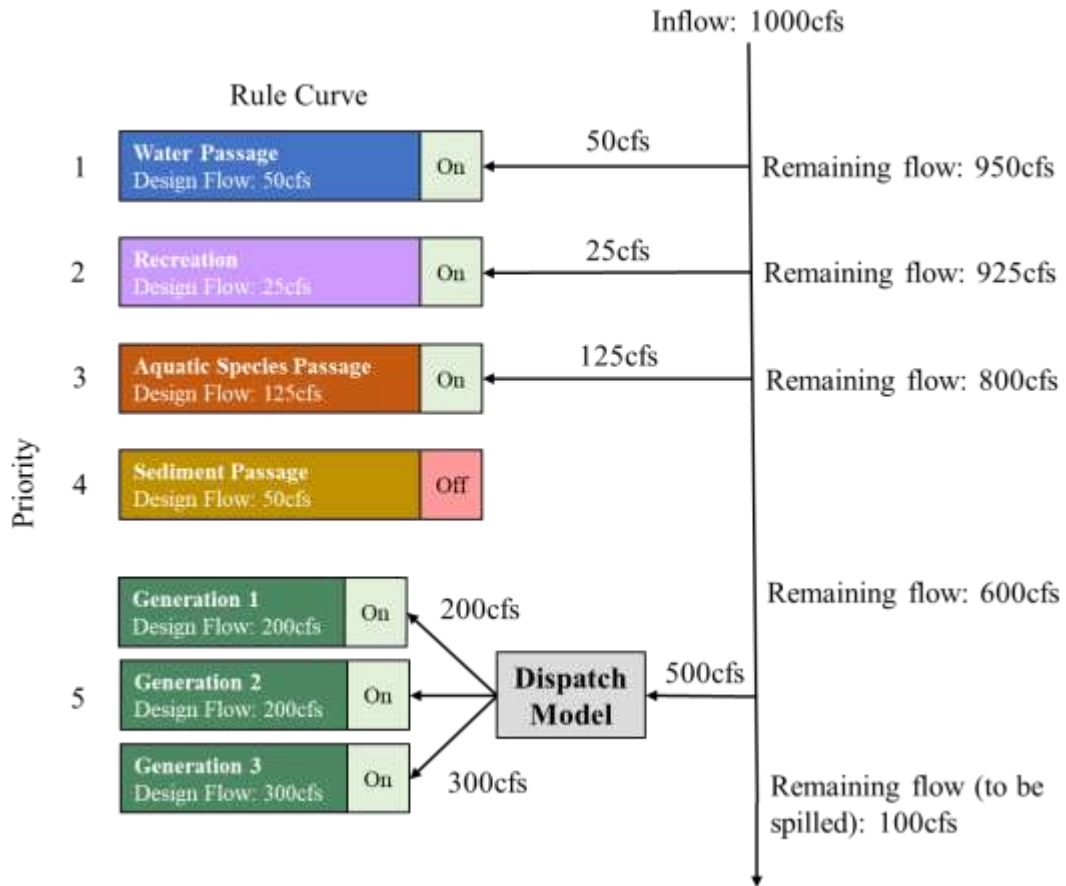 Inflow: 1000cfs
Rule Curve
Priority
1
Water Passage
Design Flow: 50cfs
On
50cfs
Remaining flow: 950cfs
2
Recreation
Design Flow: 25cfs
On
25cfs
Remaining flow: 925cfs
3
Aquatic Species Passage
Design Flow: 125cfs
On
125cfs
Remaining flow: 800cfs
4
Sediment Passage
Design Flow: 50cfs
Off
5
Generation 1
Design Flow: 200cfs
On
200cfs
Remaining flow: 600cfs
Generation 2
Design Flow: 200cfs
On
Dispatch
Model
500cfs
Generation 3
Design Flow: 300cfs
On
300cfs
Remaining flow (to be
spilled): 100cfs